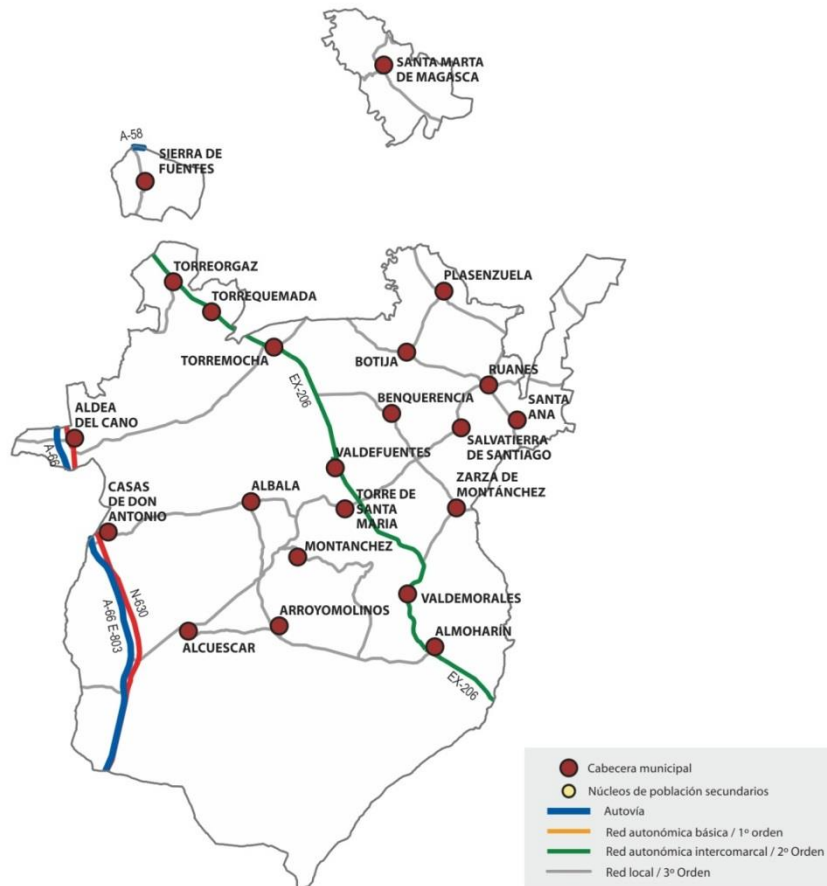 SANTA MARTA
DE MAGASCA
A-58
SIERRA DE
FUENTES
TORREORGAZ
PLASENZUELA
TORREQUEMADA
TORREMOCHA
BOTIJA
RUANES
EX-206
BENQUERENCIA
SANTA
ANA
ALDEA
DEL CANO
SALVATIERRA
DE SANTIAGO
A-66
VALDEFUENTES
CASAS
DE DON
ANTONIO
ALBALA
TORRE DE
SANTA
MARIA
ZARZA DE
MONTÁNCHEZ
MONTANCHEZ
N-630
A-66 E-803
VALDEMORALES
ARROYOMOLINOS
ALCUESCAR
ALMOHARÍN
EX-206
Cabecera municipal
Núcleos de población secundarios
Autovía
Red autonómica básica / 1º orden
Red autonómica intercomarcal / 2º Orden
Red local / 3º Orden